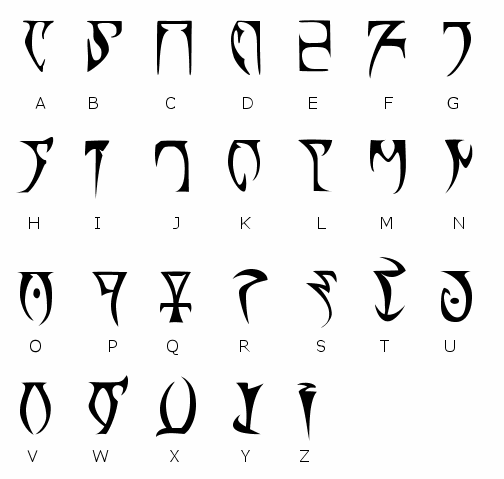 A B C D E F G
H I J K L M N
O P Q R S T U
V W X Y Z